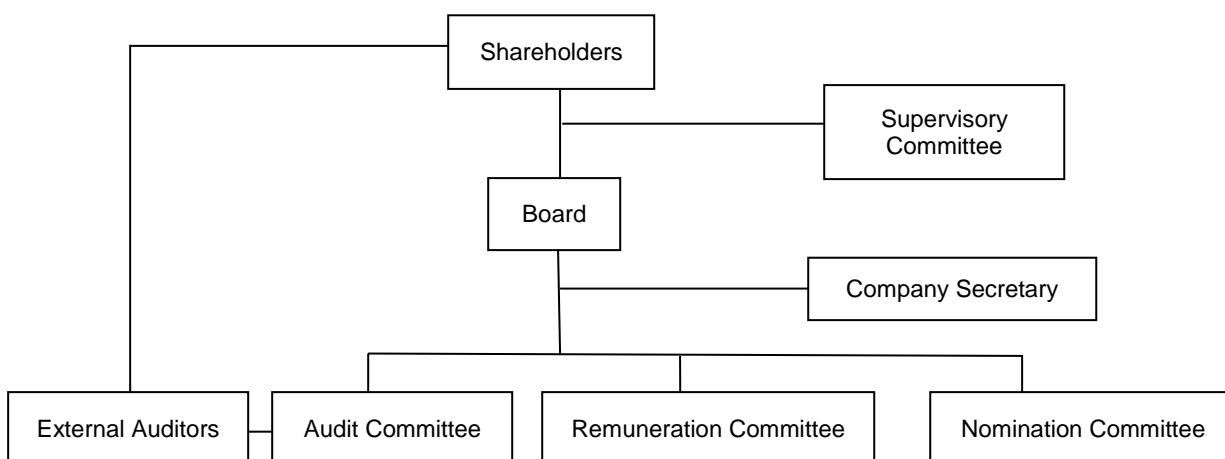 Shareholders
Supervisory
Committee
Board
Company Secretary
External Auditors
Audit Committee
Remuneration Committee
Nomination Committee